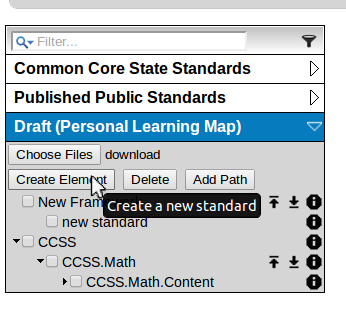 Filter...
Common Core State Standards
Published Public Standards
Draft (Personal Learning Map)
Choose Files download
Create Element Delete Add Path
New Fram
Create a new standard
new standard
CCSS
CCSS.Math
CCSS.Math.Content